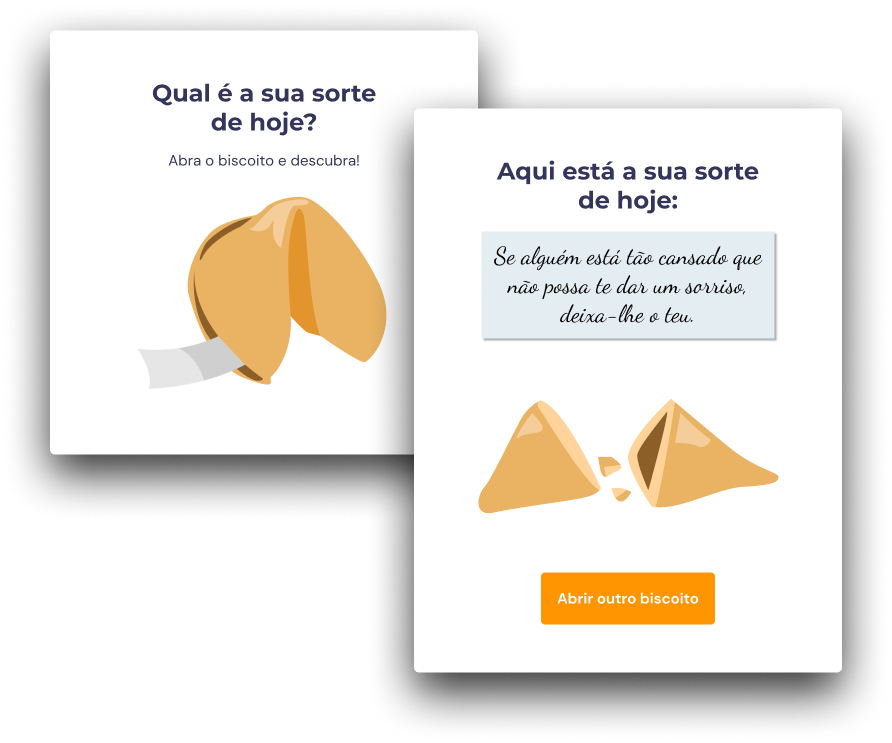 Qual é a sua sorte
de hoje?
Abra o biscoito e descubra!
Aqui está a sua sorte
de hoje:
Se alguém está tão cansado que
não possa te dar um sorriso,
deixa-lhe o teu.
Abrir outro biscoito